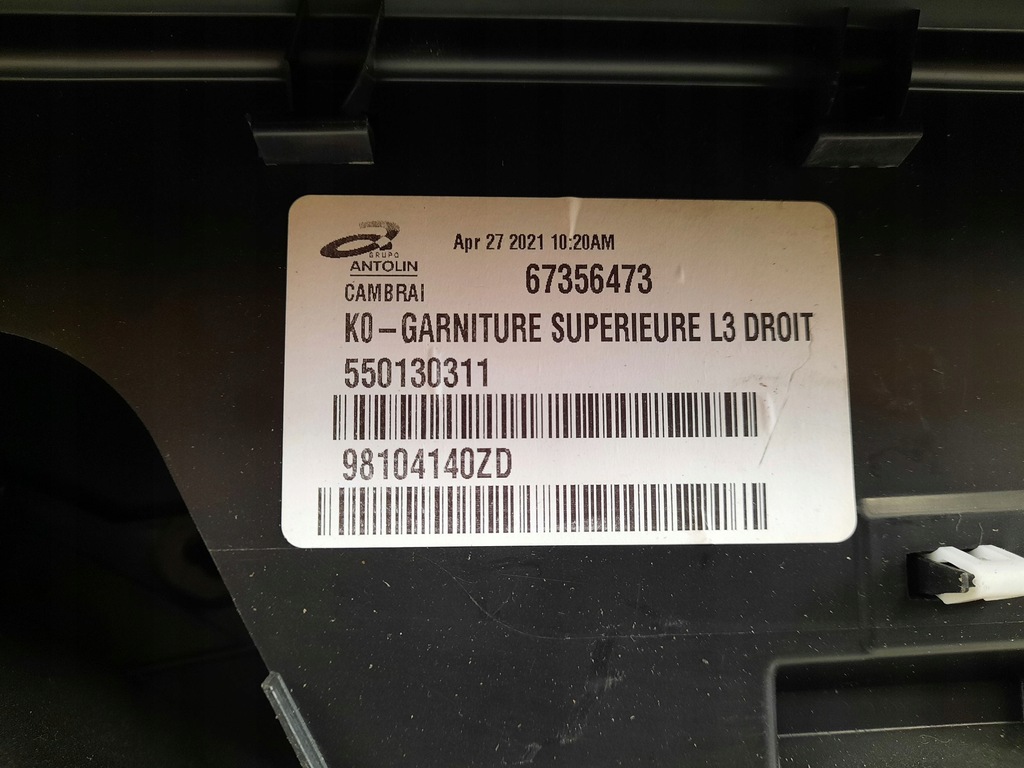 Apr 27 2021 10:20AM
GRUPO
ANTOLIN
67356473
CAMBRAI
K0-GARNITURE SUPERIEURE L3 DROIT
550130311
98104140ZD